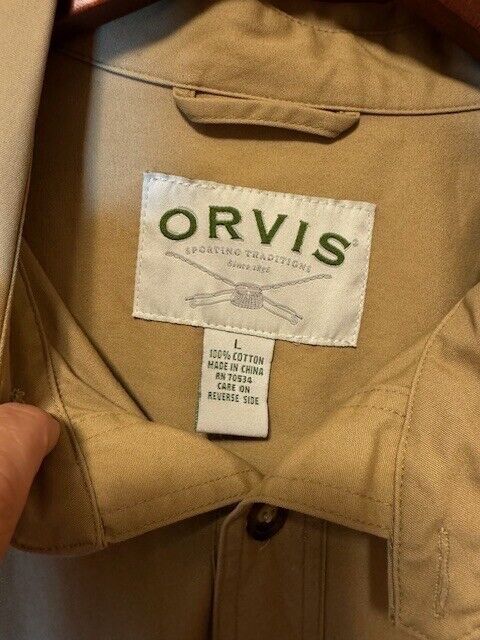 ORVIS
SPORTING TRADITIONS
Since 1856
L
100% COTTON
MADE IN CHINA
RN 70534
CARE ON
REVERSE SIDE